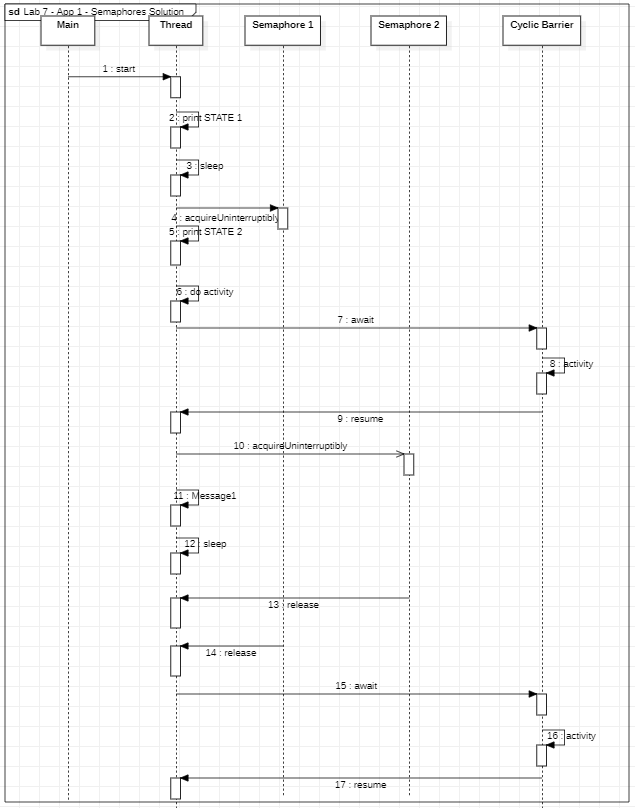 sd Lab 7 - App 1 - Semaphores Solution
Main
Thread
Semaphore 1
Semaphore 2
Cyclic Barrier
1 : start
2 : print STATE 1
3 : sleep
4 : acquireUninterruptibly
5 : print STATE 2
6 : do activity
7 : await
8 : activity
9 : resume
10 : acquireUninterruptibly
11 : Message1
12 : sleep
13 : release
14 : release
15 : await
16 : activity
17 : resume